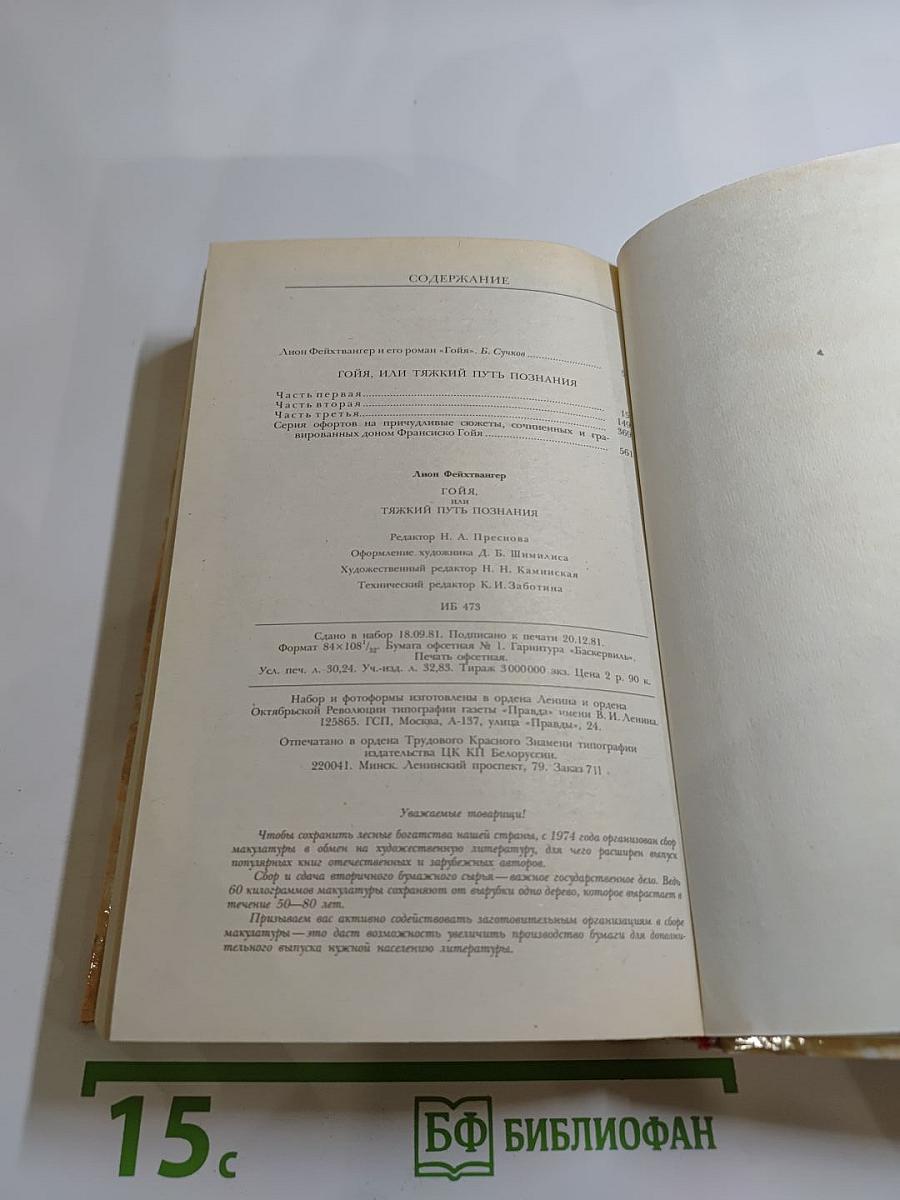 СОДЕРЖАНИЕ
Лион Фейхтвангер и его роман «Гойя». Б. Сучков
ГОЙЯ, ИЛИ ТЯЖКИЙ ПУТЬ ПОЗНАНИЯ
Часть первая
Часть вторая 149
Часть третья 369
Серия офортов на причудливые сюжеты, сочиненных и гра-
вированных доном Франсиско Гойя 561
Лион Фейхтвангер
ГОЙЯ,
или
ТЯЖКИЙ ПУТЬ ПОЗНАНИЯ
Редактор Н. А. Преснова
Оформление художника Д. Б. Шимилиса
Художественный редактор Н. Н. Каминская
Технический редактор К. И. Заботина
ИБ 473
Сдано в набор 18.09.81. Подписано к печати 20.12.81.
Формат 84×108¹/₃₂. Бумага офсетная № 1. Гарнитура «Баскервиль».
Печать офсетная.
Усл. печ. л. 30,24. Уч.-изд. л. 32,83. Тираж 3 000 000 экз. Цена 2 р. 90 к.
Набор и фотоформы изготовлены в ордена Ленина и ордена
Октябрьской Революции типографии газеты «Правда» имени В. И. Ленина.
125865. ГСП, Москва, А-137, улица «Правды», 24.
Отпечатано в ордена Трудового Красного Знамени типографии
издательства ЦК КП Белоруссии.
220041. Минск. Ленинский проспект, 79. Заказ 711
Уважаемые товарищи!
Чтобы сохранить лесные богатства нашей страны, с 1974 года организован сбор
макулатуры в обмен на художественную литературу, для чего расширен выпуск
популярных книг отечественных и зарубежных авторов.
Сбор и сдача вторичного бумажного сырья — важное государственное дело. Ведь
60 килограммов макулатуры сохраняют от вырубки одно дерево, которое вырастает в
течение 50—80 лет.
Призываем вас активно содействовать заготовительным организациям в сборе
макулатуры — это даст возможность увеличить производство бумаги для дополни-
тельного выпуска нужной населению литературы.
15 с
БФ БИБЛИОФАН